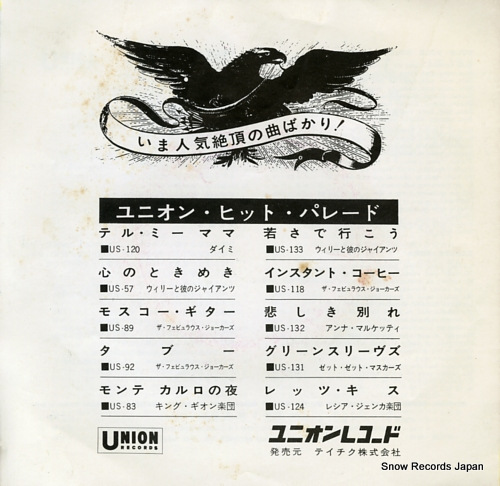 いま人気絶頂の曲ばかり!
ユニオン・ヒット・パレード
テル・ミー ママ
■US-120 ダイミ
心のときめき
■US-57 ウィリーと彼のジャイアンツ
モスコー・ギター
■US-89 ザ・フェビュラウス・ジョーカーズ
タブー
■US-92 ザ・フェビュラウス・ジョーカーズ
モンテ カルロの夜
■US-83 キング・ギオン楽団
若さで行こう
■US-133 ウィリーと彼のジャイアンツ
インスタント・コーヒー
■US-118 ザ・フェビュラウス・ジョーカーズ
悲しき別れ
■US-132 アンナ・マルケッティ
グリーンスリーヴズ
■US-131 ゼット・ゼット・マスカーズ
レッツ・キス
■US-124 レシア・ジェンカ楽団
UNION
RECORDS
ユニオンレコード
発売元 テイチク株式会社
Snow Records Japan